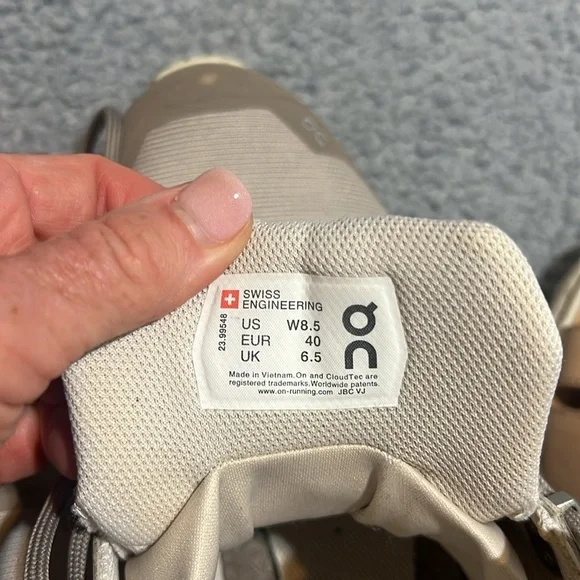 SWISS
ENGINEERING
23.99548
US W8.5
EUR 40
UK 6.5
Made in Vietnam.On and CloudTec are
registered trademarks.Worldwide patents.
www.on-running.com JBC VJ